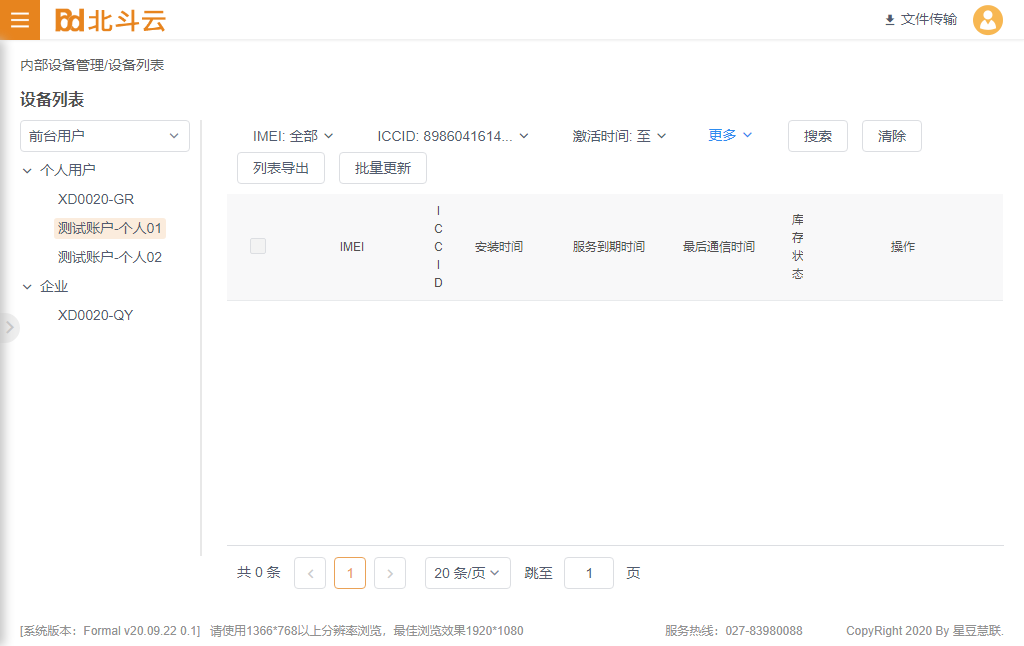 北斗云
文件传输
内部设备管理/设备列表
设备列表
前台用户
IMEI: 全部
ICCID: 8986041614...
激活时间: 至
更多
搜索
清除
列表导出
批量更新
个人用户
XD0020-GR
测试账户-个人01
测试账户-个人02
企业
XD0020-QY
IMEI
ICCID
安装时间
服务到期时间
最后通信时间
库存状态
操作
共 0 条
1
20 条/页
跳至
1
页
[系统版本：Formal v20.09.22 0.1] 请使用1366*768以上分辨率浏览，最佳浏览效果1920*1080
服务热线：027-83980088
CopyRight 2020 By 星豆慧联.